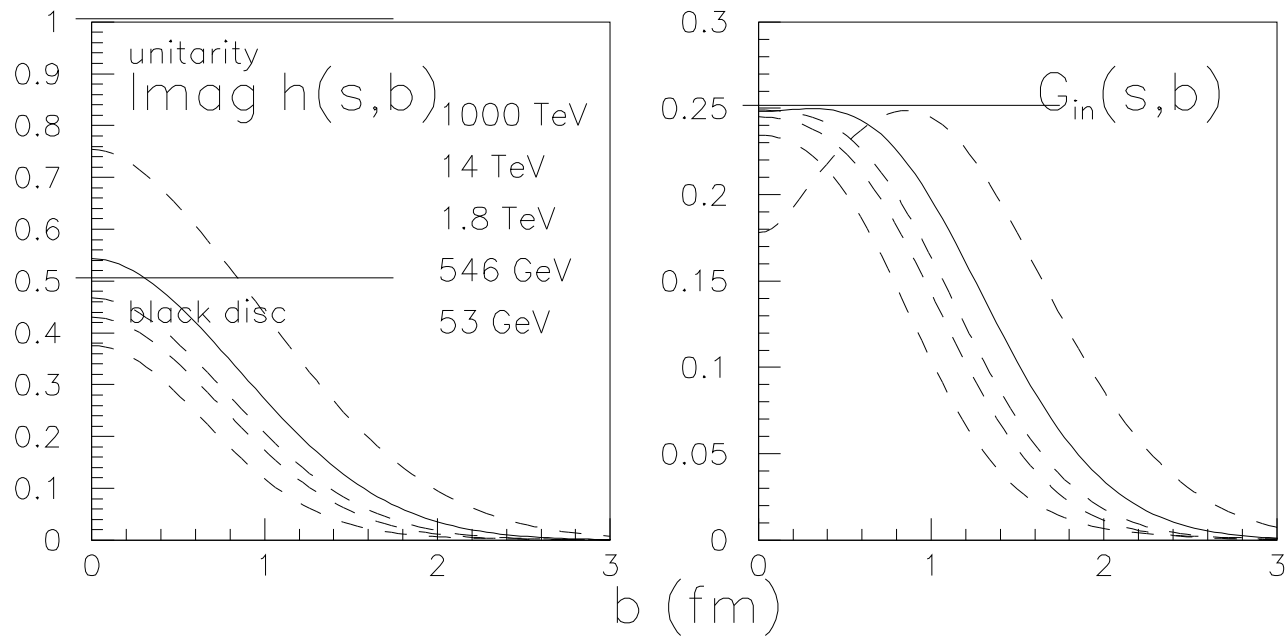 1
0.9
0.8
0.7
0.6
0.5
0.4
0.3
0.2
0.1
0
unitarity
Imag h(s,b)
1000 TeV
14 TeV
1.8 TeV
546 GeV
53 GeV
black disc
0
1
2
3
0.3
0.25
0.2
0.15
0.1
0.05
0
G_in(s,b)
0
1
2
3
b (fm)